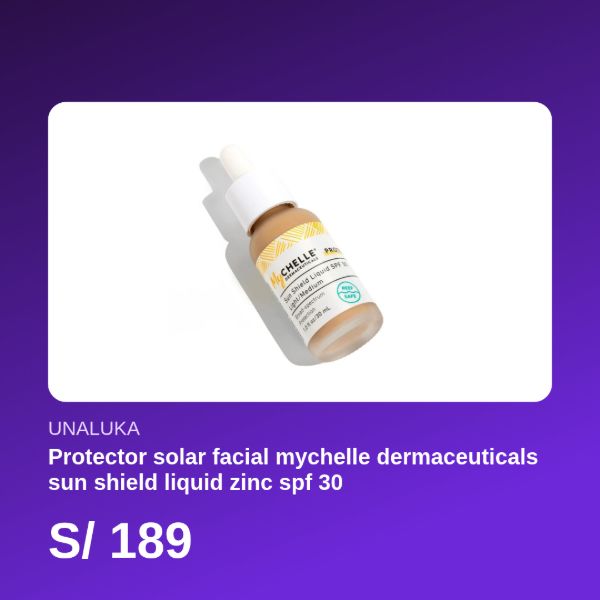 MyCHELLE
DERMACEUTICALS
Sun Shield Liquid SPF 30
Light/Medium
REEF
SAFE
UNALUKA
Protector solar facial mychelle dermaceuticals
sun shield liquid zinc spf 30
S/ 189